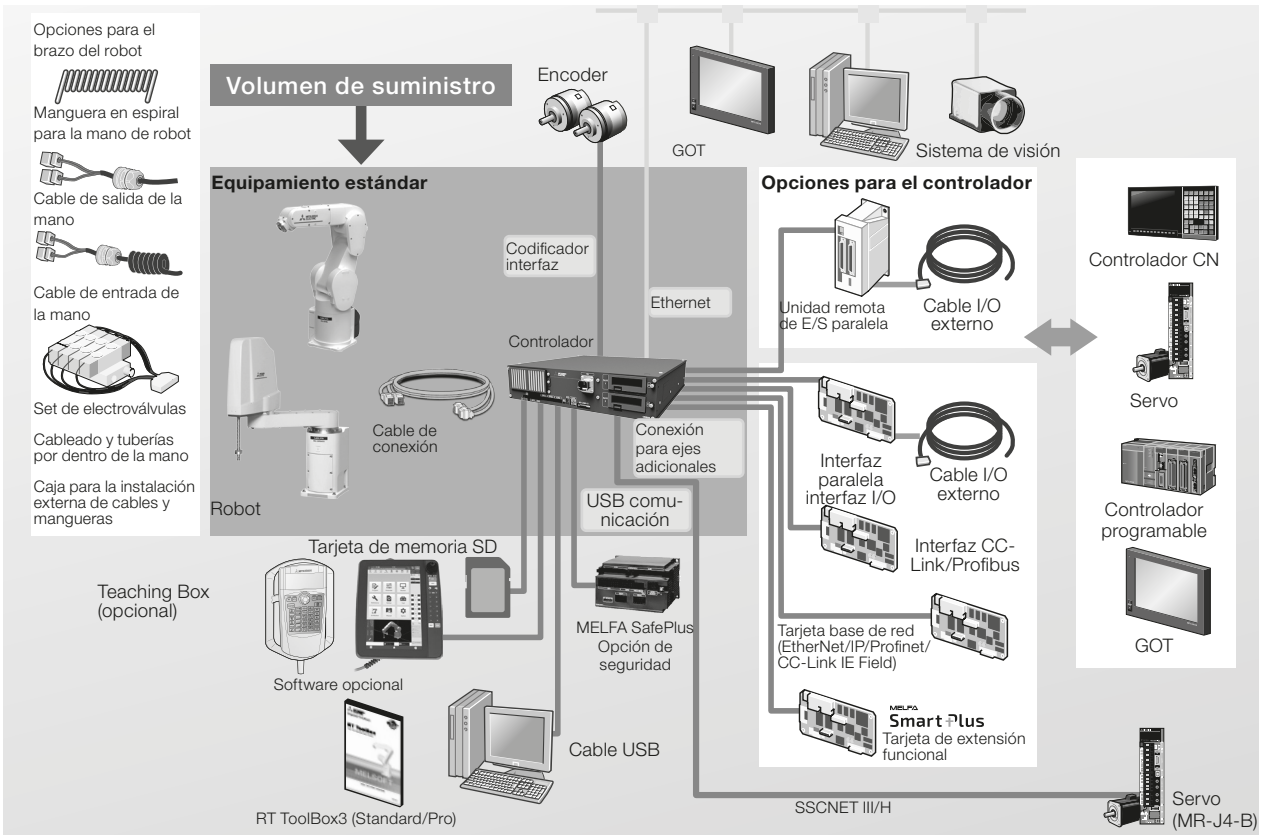 Opciones para el
brazo del robot
Manguera en espiral
para la mano de robot
Cable de salida de la
mano
Cable de entrada de
la mano
Set de electroválvulas
Cableado y tuberías
por dentro de la mano
Caja para la instalación
externa de cables y
mangueras
Volumen de suministro
Encoder
GOT
Sistema de visión
Equipamiento estándar
Codificador
interfaz
Ethernet
Controlador
Cable de
conexión
Conexión
para ejes
adicionales
USB comu-
nicación
Robot
Opciones para el controlador
Unidad remota
de E/S paralela
Cable I/O
externo
Interfaz
paralela
interfaz I/O
Cable I/O
externo
Interfaz CC-
Link/Profibus
Tarjeta base de red
(EtherNet/IP/Profinet/
CC-Link IE Field)
MELFA
Smart Plus
Tarjeta de extensión
funcional
Controlador CN
Servo
Controlador
programable
GOT
Teaching Box
(opcional)
Tarjeta de memoria SD
MELFA SafePlus
Opción de
seguridad
Software opcional
RT ToolBox3 (Standard/Pro)
Cable USB
SSCNET III/H
Servo
(MR-J4-B)